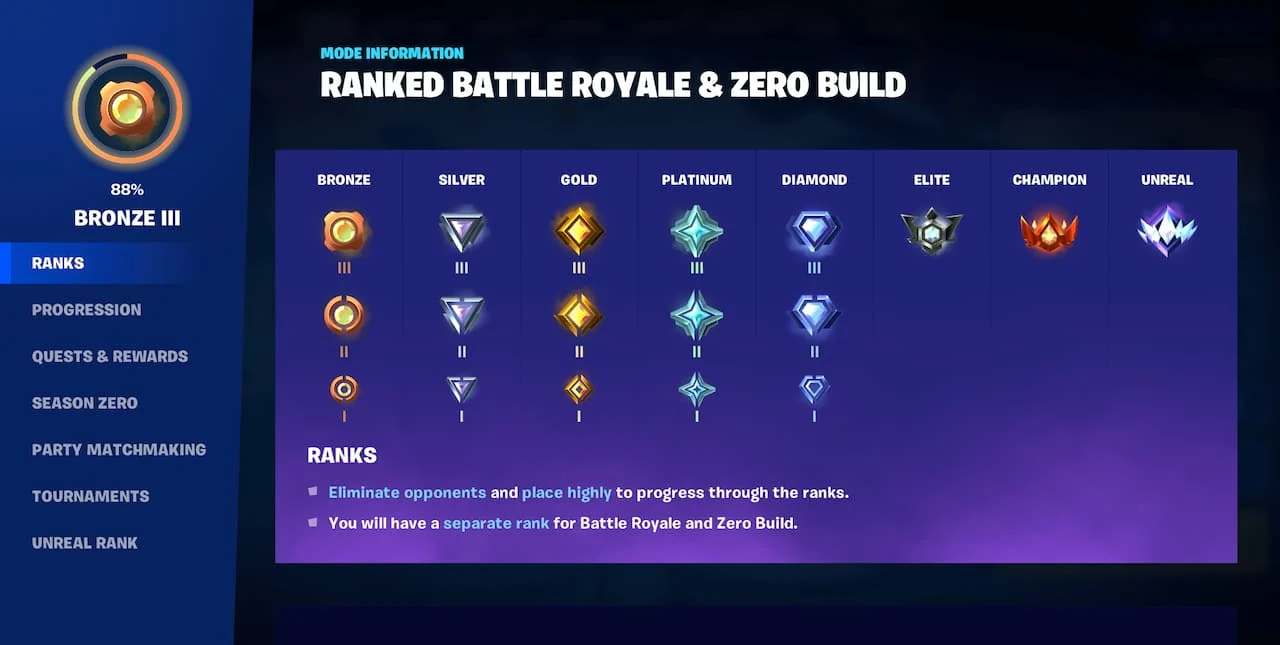 88%
BRONZE III
RANKS
PROGRESSION
QUESTS & REWARDS
SEASON ZERO
PARTY MATCHMAKING
TOURNAMENTS
UNREAL RANK
MODE INFORMATION
RANKED BATTLE ROYALE & ZERO BUILD
BRONZE SILVER GOLD PLATINUM DIAMOND ELITE CHAMPION UNREAL
III III III III III
II II II II II
I I I I I
RANKS
Eliminate opponents and place highly to progress through the ranks.
You will have a separate rank for Battle Royale and Zero Build.